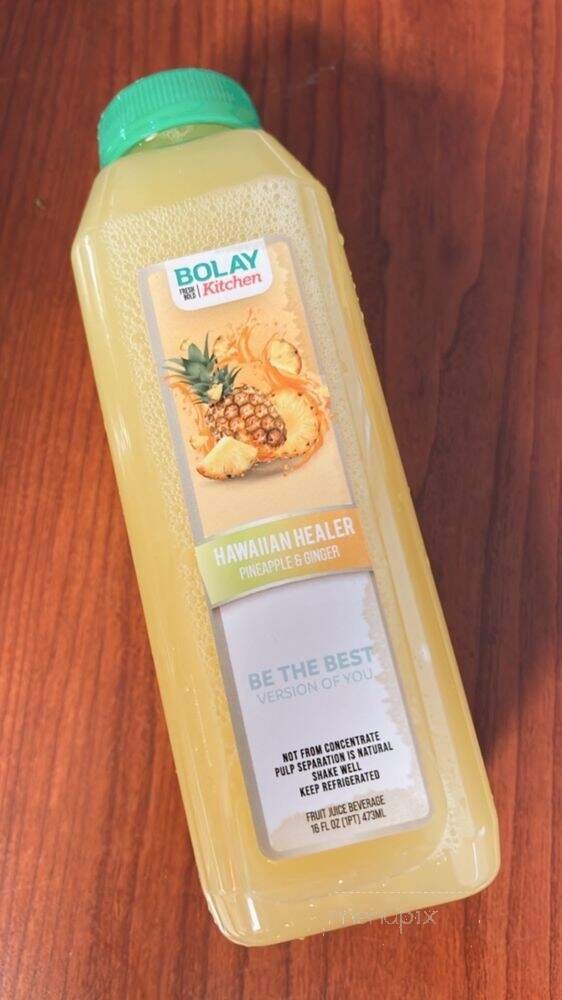 BOLAY
FRESH BOLD | Kitchen
HAWAIIAN HEALER
PINEAPPLE & GINGER
BE THE BEST
VERSION OF YOU
NOT FROM CONCENTRATE
PULP SEPARATION IS NATURAL
SHAKE WELL
KEEP REFRIGERATED
FRUIT JUICE BEVERAGE
16 FL OZ (1PT) 473ML
menupix